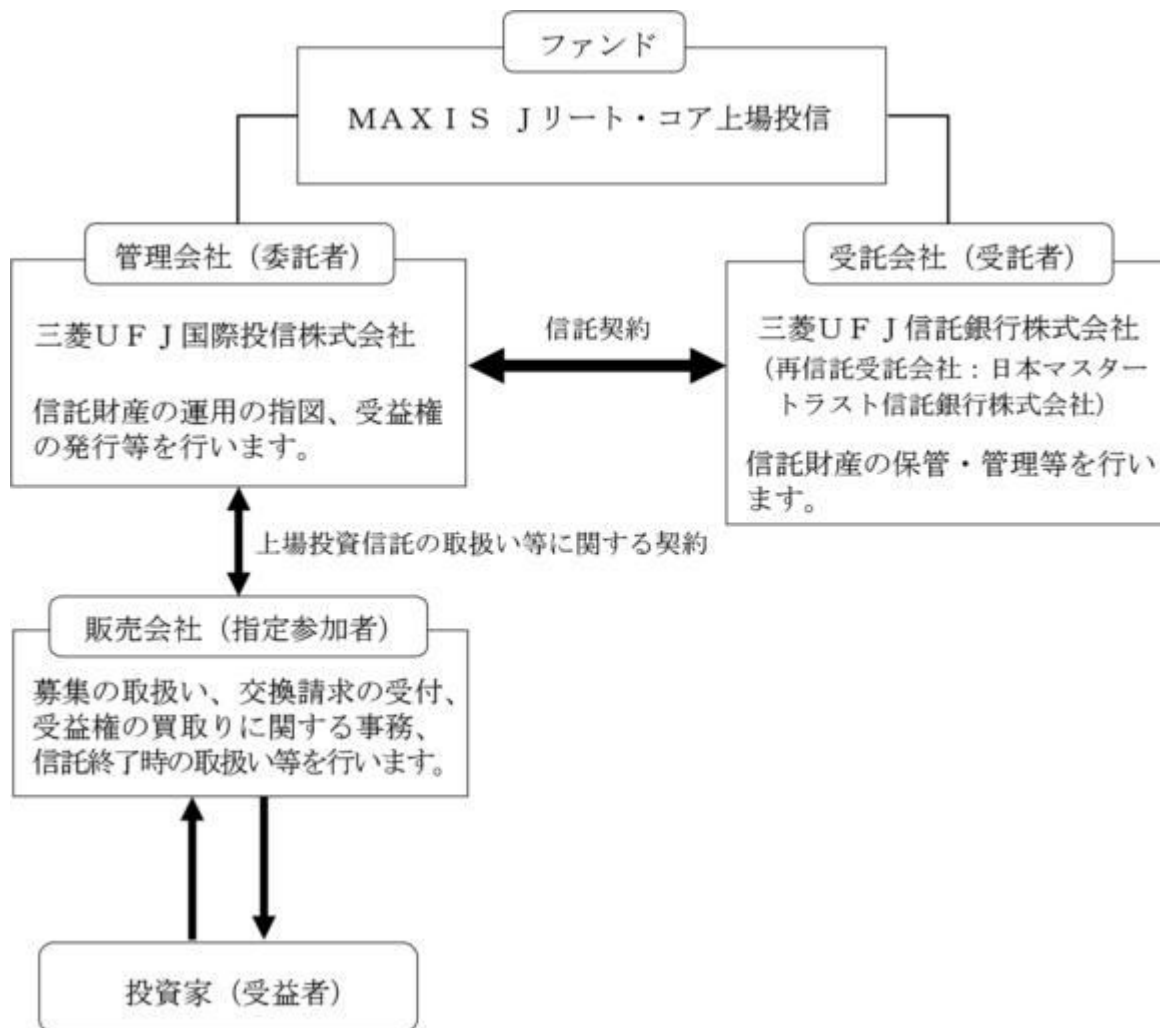 ファンド
ＭＡＸＩＳ Ｊリート・コア上場投信
管理会社（委託者）
三菱ＵＦＪ国際投信株式会社
信託財産の運用の指図、受益権
の発行等を行います。
信託契約
受託会社（受託者）
三菱ＵＦＪ信託銀行株式会社
（再信託受託会社：日本マスター
トラスト信託銀行株式会社）
信託財産の保管・管理等を行い
ます。
上場投資信託の取扱い等に関する契約
販売会社（指定参加者）
募集の取扱い、交換請求の受付、
受益権の買取りに関する事務、
信託終了時の取扱い等を行います。
投資家（受益者）